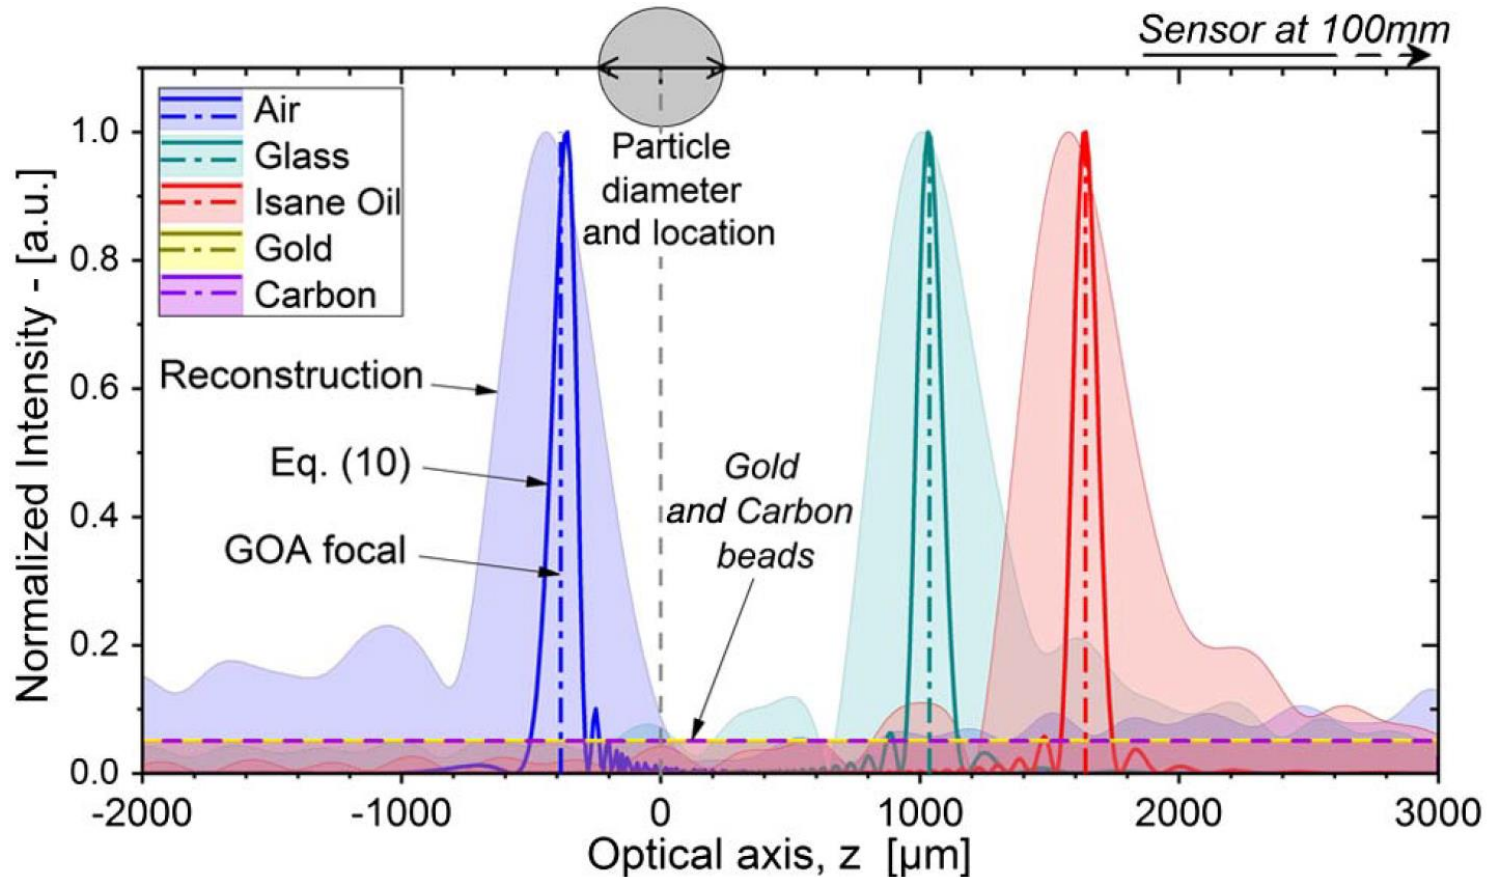 Sensor at 100mm
Air
Glass
Isane Oil
Gold
Carbon
Particle
diameter
and location
Reconstruction
Eq. (10)
GOA focal
Gold
and Carbon
beads
Normalized Intensity - [a.u.]
1.0
0.8
0.6
0.4
0.2
0.0
-2000
-1000
0
1000
2000
3000
Optical axis, z [µm]